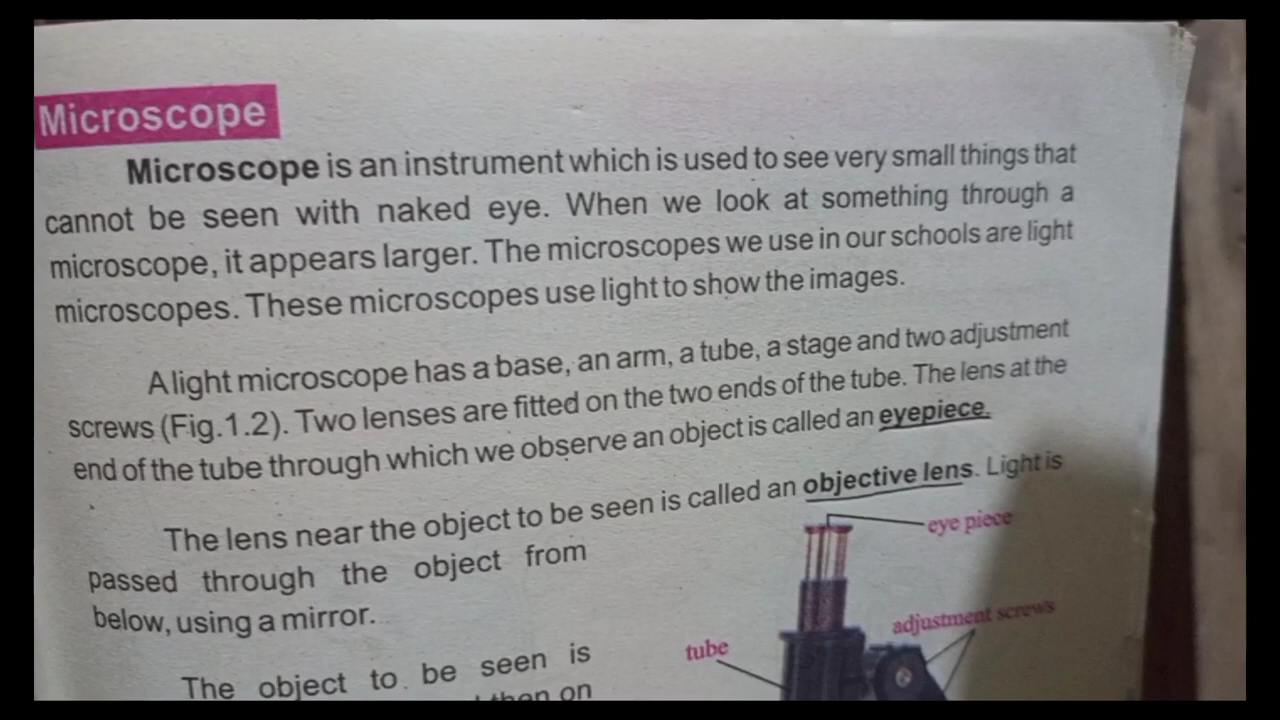 Microscope
Microscope is an instrument which is used to see very small things that
cannot be seen with naked eye. When we look at something through a
microscope, it appears larger. The microscopes we use in our schools are light
microscopes. These microscopes use light to show the images.
A light microscope has a base, an arm, a tube, a stage and two adjustment
screws (Fig.1.2). Two lenses are fitted on the two ends of the tube. The lens at the
end of the tube through which we observe an object is called an eyepiece.
The lens near the object to be seen is called an objective lens. Light is
passed through the object from
below, using a mirror.
eye piece
adjustment screws
tube
The object to be seen is
then on